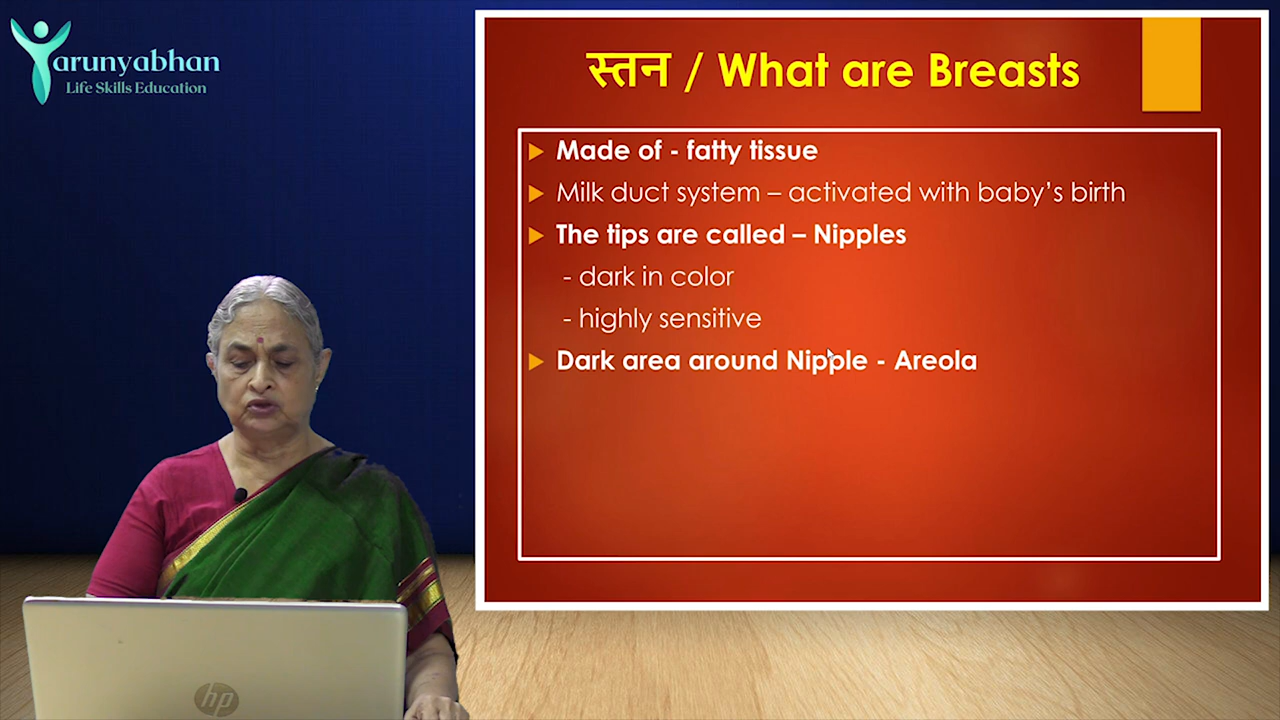 arunyabhan
Life Skills Education
स्तन / What are Breasts
Made of - fatty tissue
Milk duct system – activated with baby's birth
The tips are called – Nipples
- dark in color
- highly sensitive
Dark area around Nipple - Areola
hp